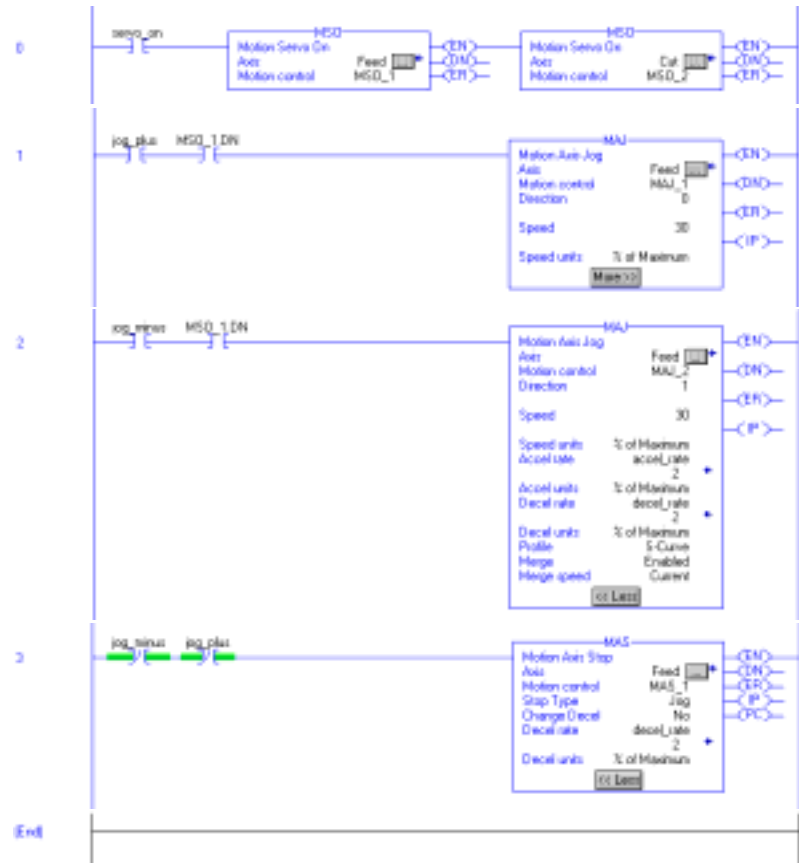 0
servo_on
MSO
Motion Servo On
Axis Feed ...
Motion control MSO_1
EN
DN
ER
MSO
Motion Servo On
Axis Cut ...
Motion control MSO_2
EN
DN
ER
1
jog_plus
MSO_1.DN
MAJ
Motion Axis Jog
Axis Feed ...
Motion control MAJ_1
Direction 0
Speed 30
Speed units % of Maximum
More >>
EN
DN
ER
IP
2
jog_minus
MSO_1.DN
MAJ
Motion Axis Jog
Axis Feed ...
Motion control MAJ_2
Direction 1
Speed 30
Speed units % of Maximum
Accel rate accel_rate
2
Accel units % of Maximum
Decel rate decel_rate
2
Decel units % of Maximum
Profile S-Curve
Merge Enabled
Merge speed Current
<< Less
EN
DN
ER
IP
3
jog_minus
jog_plus
MAS
Motion Axis Stop
Axis Feed ...
Motion control MAS_1
Stop Type Jog
Change Decel No
Decel rate decel_rate
2
Decel units % of Maximum
<< Less
EN
DN
ER
IP
PC
(End)